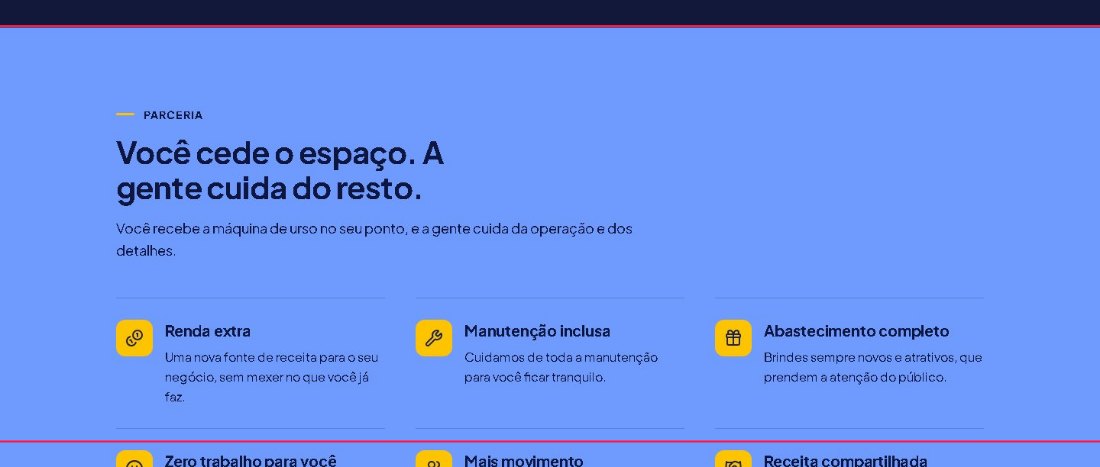 PARCERIA
Você cede o espaço. A
gente cuida do resto.
Você recebe a máquina de urso no seu ponto, e a gente cuida da operação e dos
detalhes.
Renda extra
Uma nova fonte de receita para o seu
negócio, sem mexer no que você já
faz.
Manutenção inclusa
Cuidamos de toda a manutenção
para você ficar tranquilo.
Abastecimento completo
Brindes sempre novos e atrativos, que
prendem a atenção do público.
Zero trabalho para você
Mais movimento
Receita compartilhada